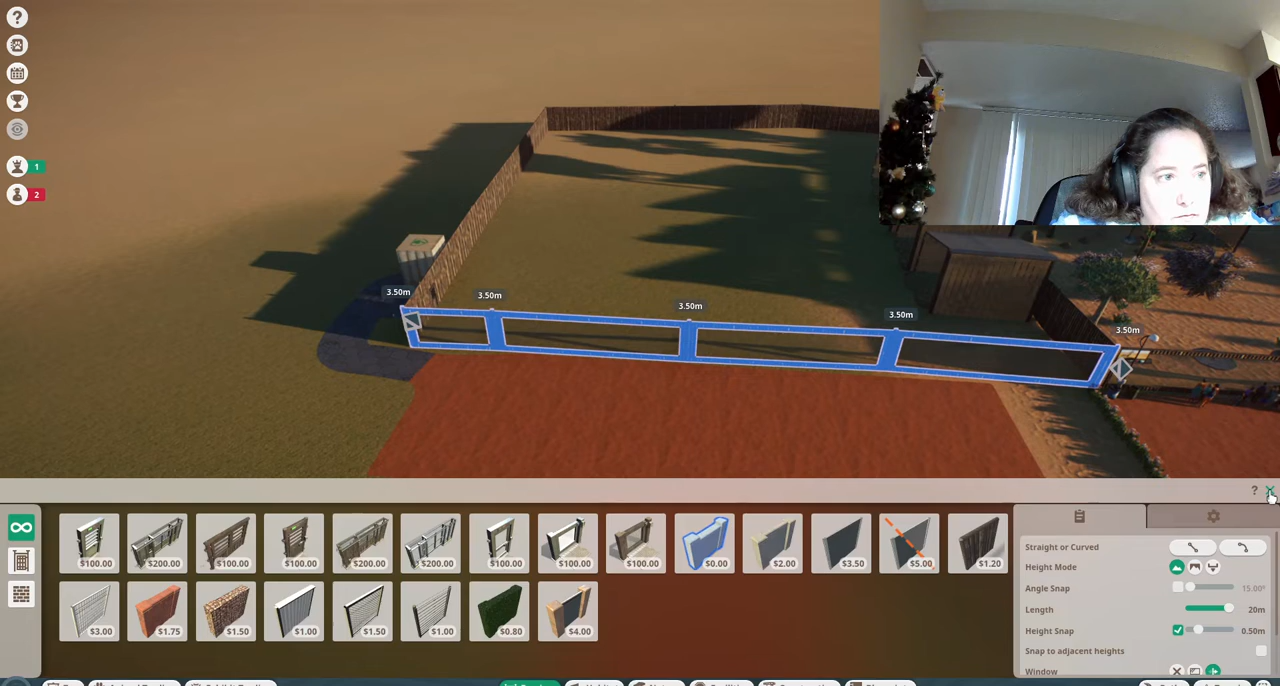 ?
1
2
3.50m
3.50m
3.50m
3.50m
3.50m
?
$100.00
$200.00
$100.00
$100.00
$200.00
$200.00
$100.00
$100.00
$100.00
$0.00
$2.00
$3.50
$5.00
$1.20
$3.00
$1.75
$1.50
$1.00
$1.50
$1.00
$0.80
$4.00
Straight or Curved
Height Mode
Angle Snap 15.00°
Length 20m
Height Snap 0.50m
Snap to adjacent heights
Window